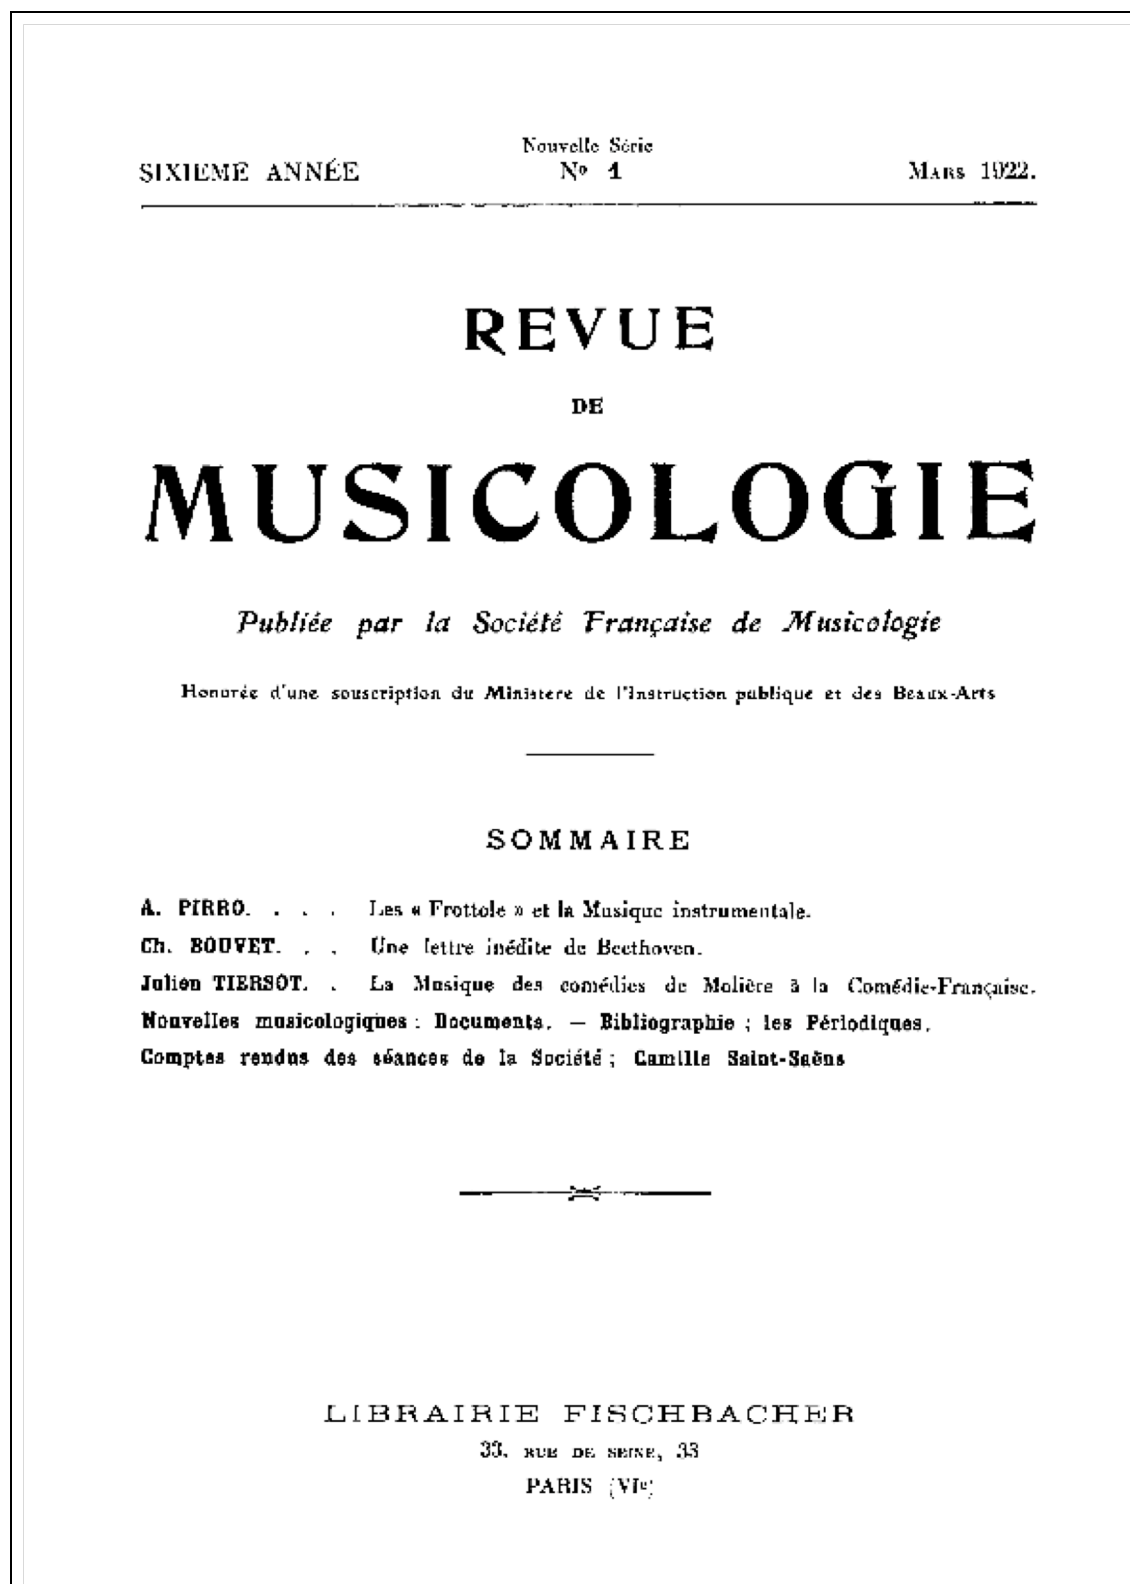 Nouvelle Série
SIXIEME ANNÉE Nº 1 MARS 1922.
REVUE
DE
MUSICOLOGIE
Publiée par la Société Française de Musicologie
Honorée d'une souscription du Ministere de l'Instruction publique et des Beaux-Arts
SOMMAIRE
A. PIRRO. . . . Les « Frottole » et la Musique instrumentale.
Ch. BOUVET. . . Une lettre inédite de Beethoven.
Julien TIERSOT. . La Musique des comédies de Molière à la Comédie-Française.
Nouvelles musicologiques : Documents. — Bibliographie ; les Périodiques.
Comptes rendus des séances de la Société ; Camille Saint-Saëns
LIBRAIRIE FISCHBACHER
33, RUE DE SEINE, 33
PARIS (VIe)